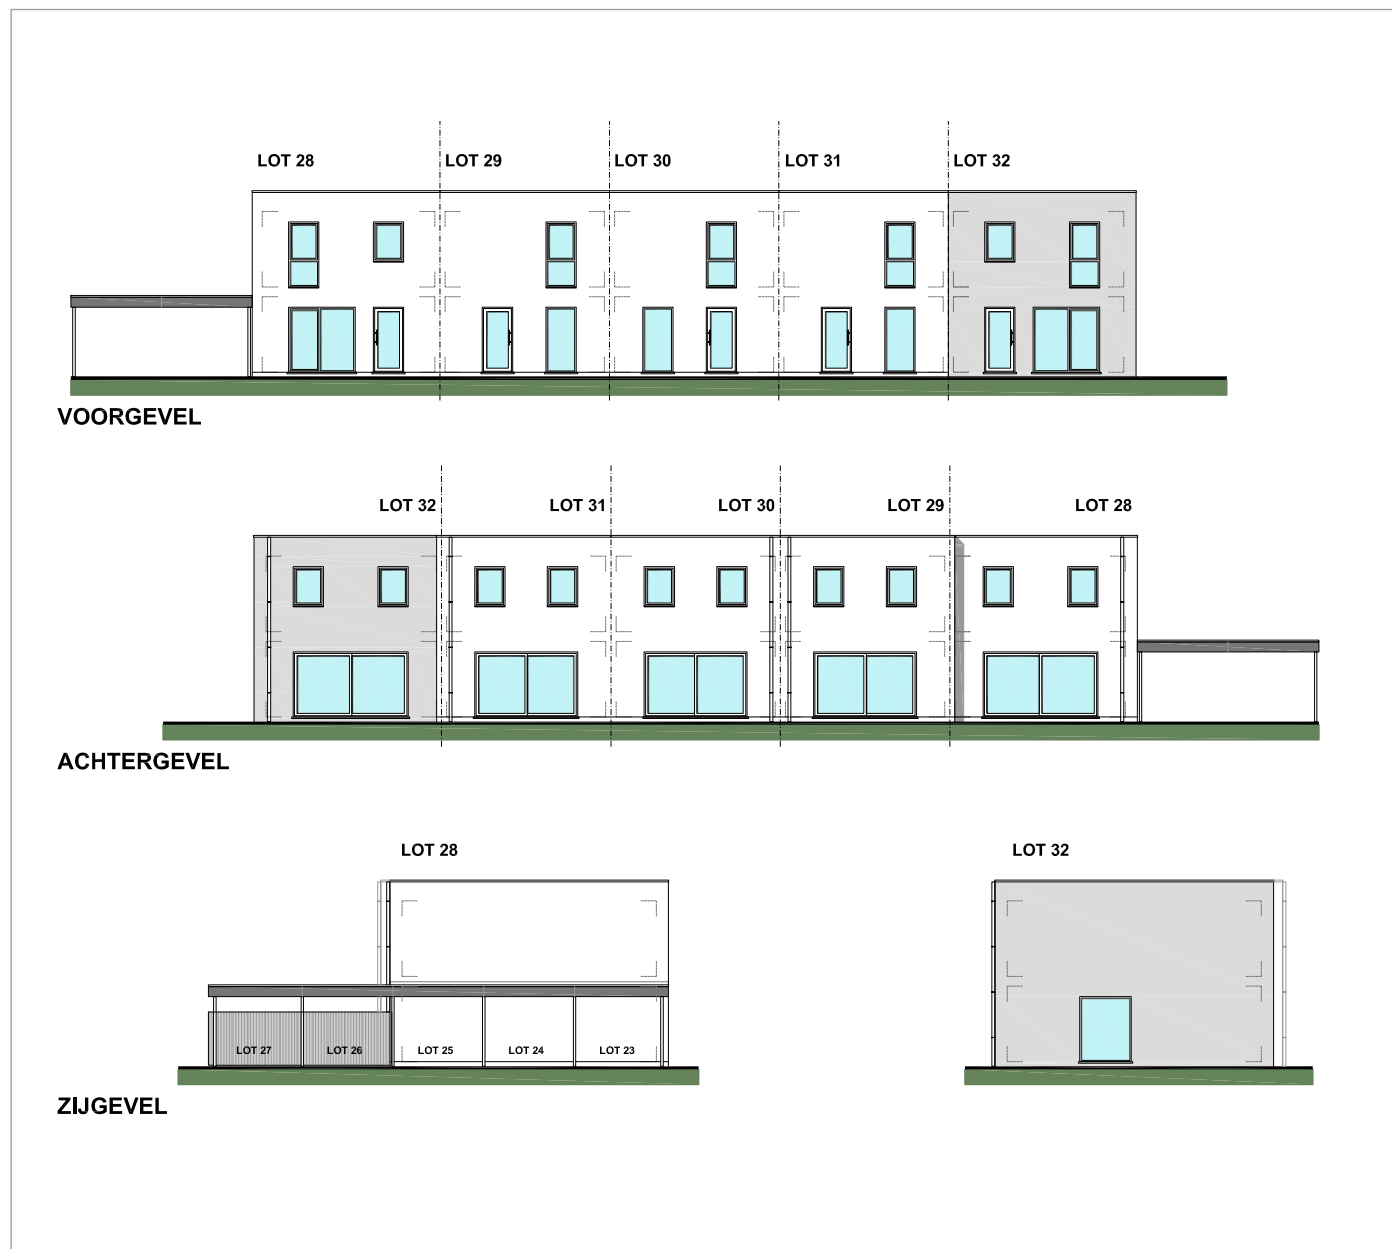 LOT 28 LOT 29 LOT 30 LOT 31 LOT 32
VOORGEVEL
LOT 32 LOT 31 LOT 30 LOT 29 LOT 28
ACHTERGEVEL
LOT 28 LOT 32
LOT 27 LOT 26 LOT 25 LOT 24 LOT 23
ZIJGEVEL